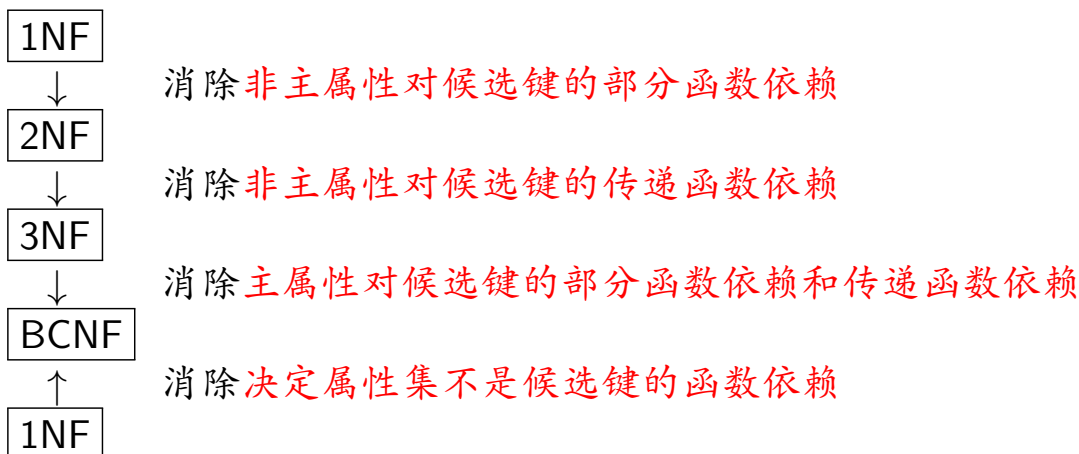 1NF
↓ 消除非主属性对候选键的部分函数依赖
2NF
↓ 消除非主属性对候选键的传递函数依赖
3NF
↓ 消除主属性对候选键的部分函数依赖和传递函数依赖
BCNF
↑ 消除决定属性集不是候选键的函数依赖
1NF